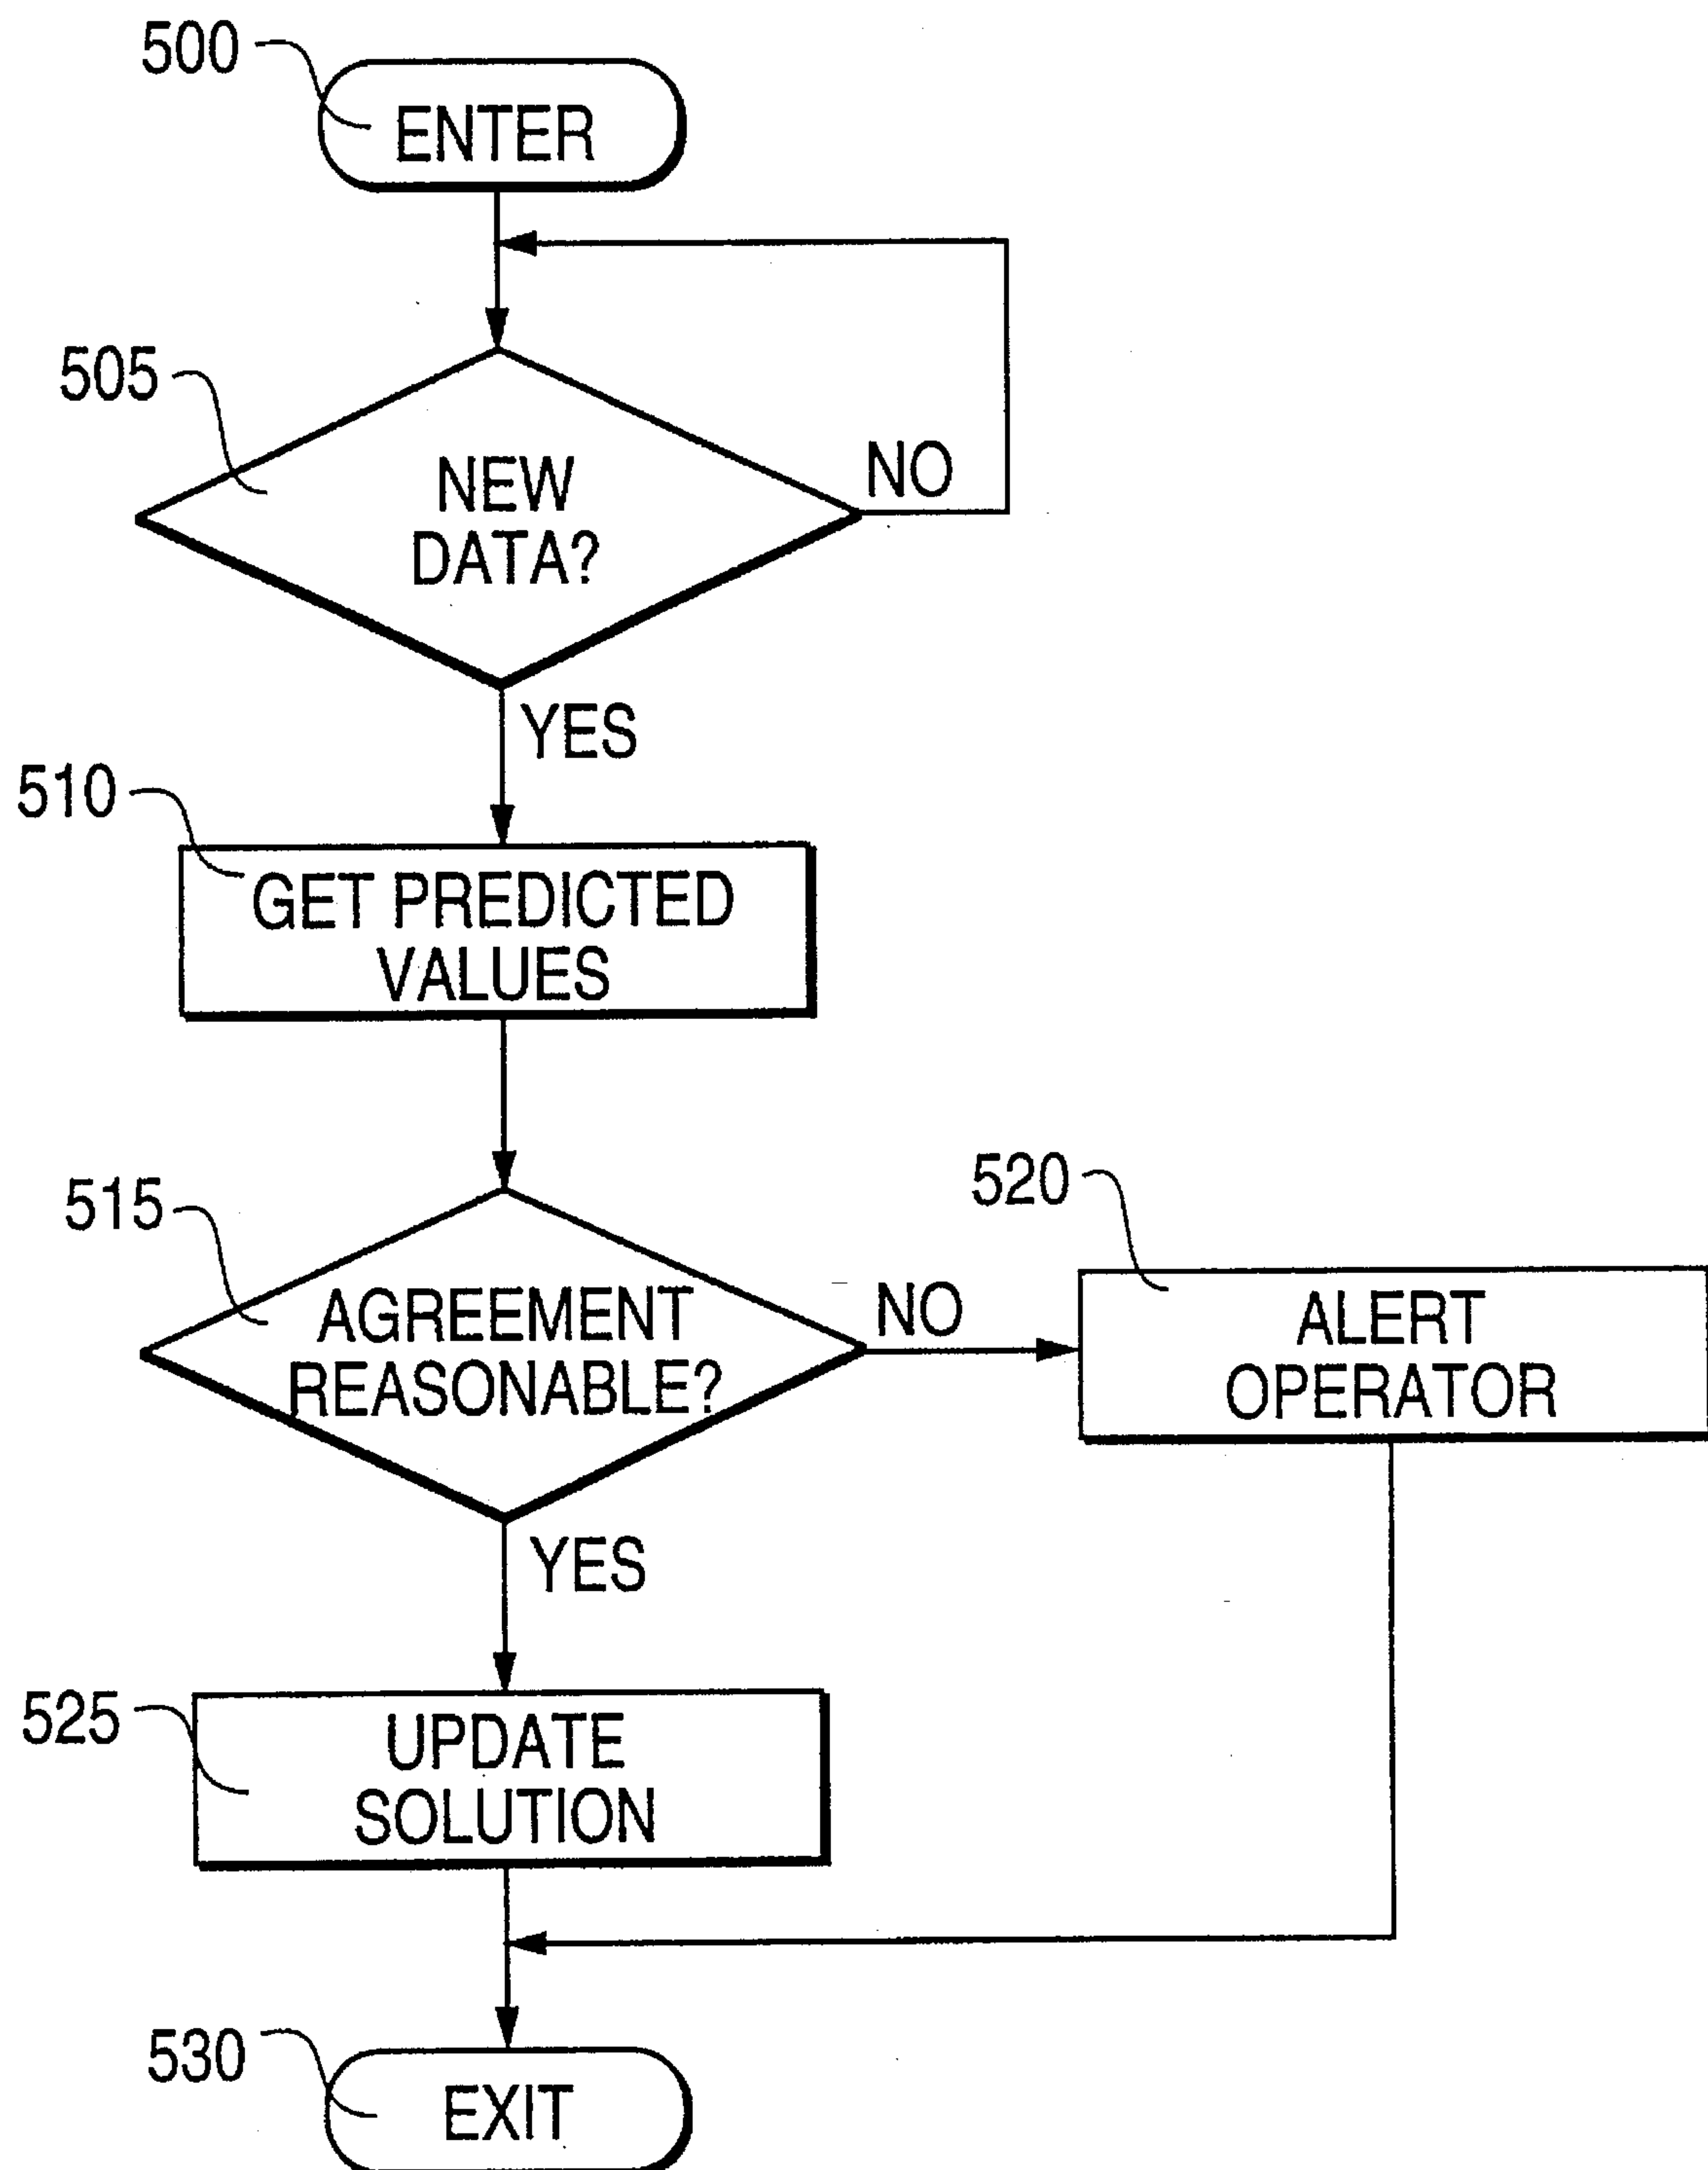 500
ENTER
505
NEW
DATA?
NO
YES
510
GET PREDICTED
VALUES
515
AGREEMENT
REASONABLE?
NO
520
ALERT
OPERATOR
YES
525
UPDATE
SOLUTION
530
EXIT